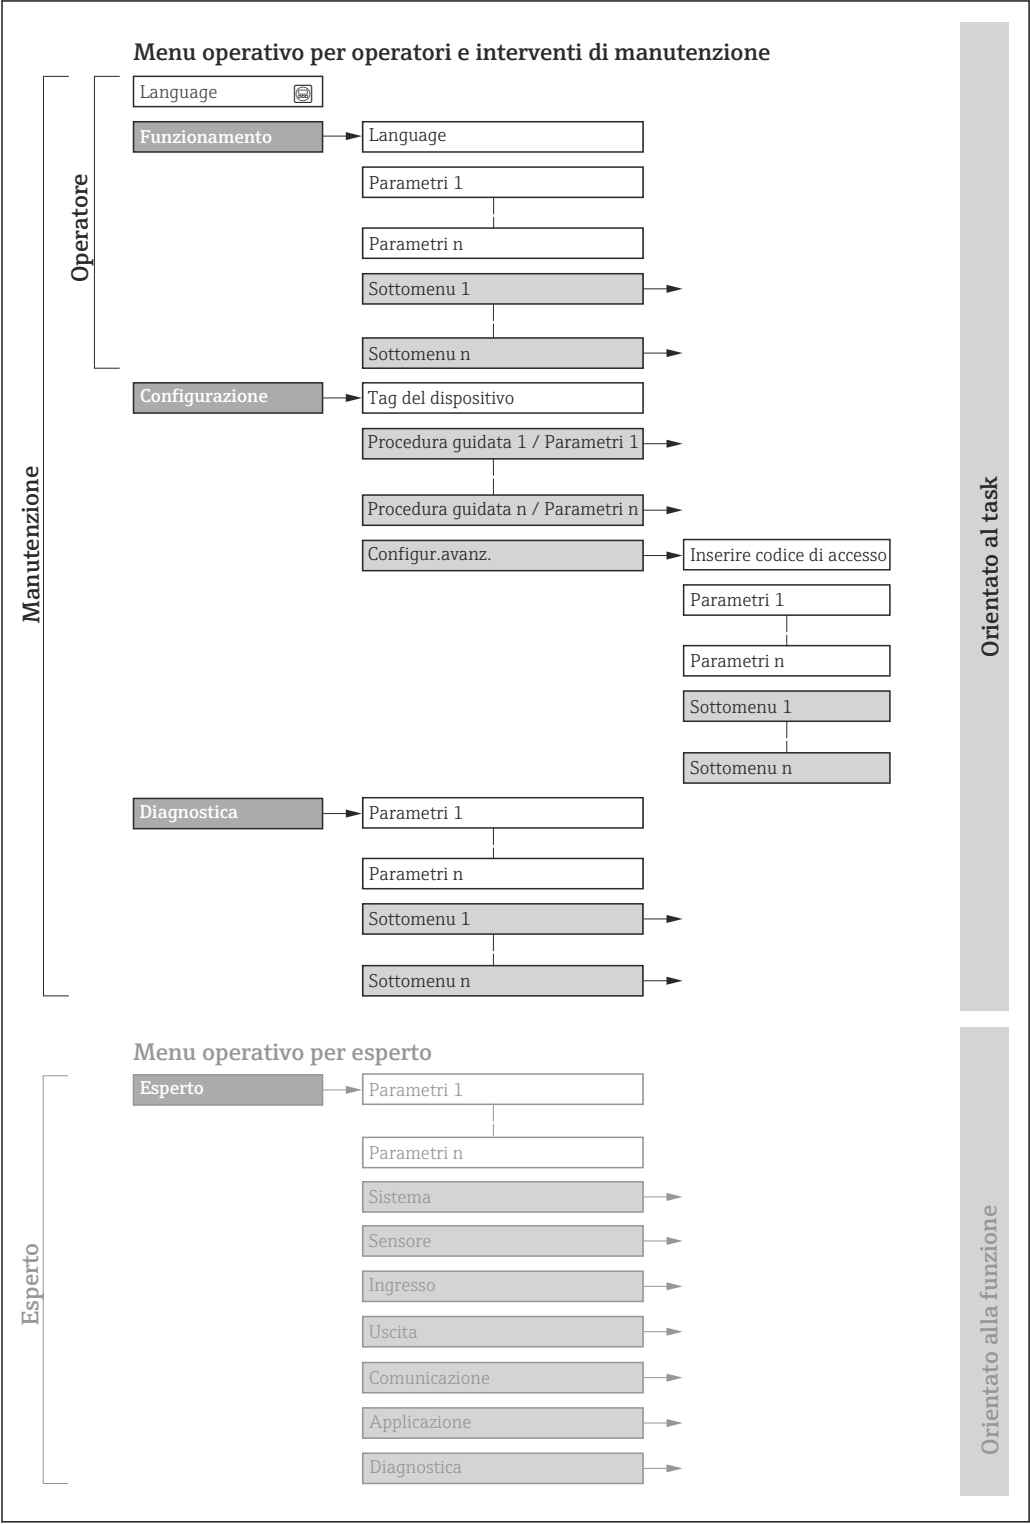 Menu operativo per operatori e interventi di manutenzione
Manutenzione
Operatore
Language
Funzionamento
Language
Parametri 1
Parametri n
Sottomenu 1
Sottomenu n
Configurazione
Tag del dispositivo
Procedura guidata 1 / Parametri 1
Procedura guidata n / Parametri n
Configur.avanz.
Inserire codice di accesso
Parametri 1
Parametri n
Sottomenu 1
Sottomenu n
Diagnostica
Parametri 1
Parametri n
Sottomenu 1
Sottomenu n
Orientato al task
Menu operativo per esperto
Esperto
Esperto
Parametri 1
Parametri n
Sistema
Sensore
Ingresso
Uscita
Comunicazione
Applicazione
Diagnostica
Orientato alla funzione